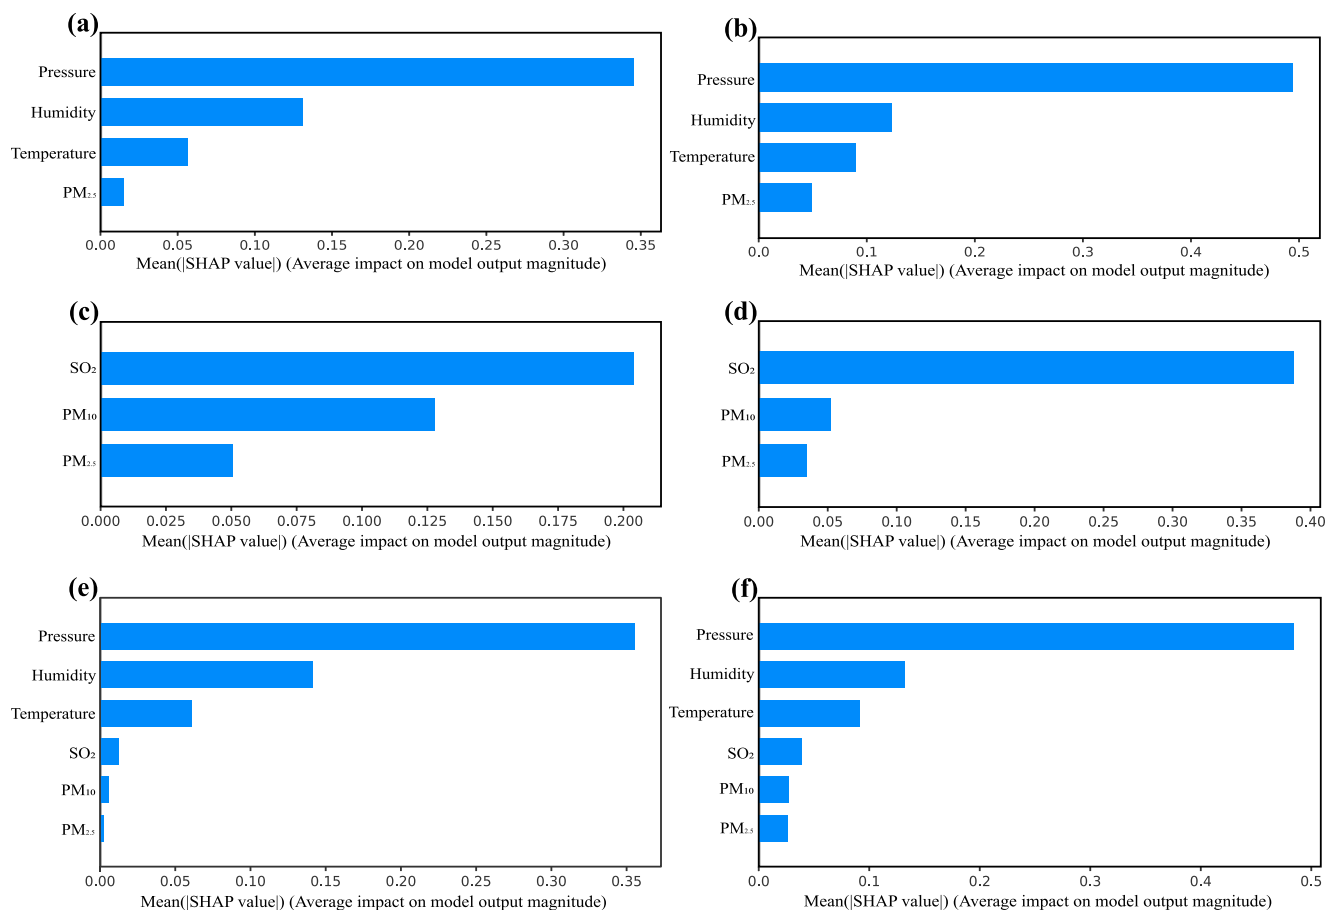 (a)
Pressure
Humidity
Temperature
PM₂.₅
0.00 0.05 0.10 0.15 0.20 0.25 0.30 0.35
Mean(|SHAP value|) (Average impact on model output magnitude)
(b)
Pressure
Humidity
Temperature
PM₂.₅
0.0 0.1 0.2 0.3 0.4 0.5
Mean(|SHAP value|) (Average impact on model output magnitude)
(c)
SO₂
PM₁₀
PM₂.₅
0.000 0.025 0.050 0.075 0.100 0.125 0.150 0.175 0.200
Mean(|SHAP value|) (Average impact on model output magnitude)
(d)
SO₂
PM₁₀
PM₂.₅
0.00 0.05 0.10 0.15 0.20 0.25 0.30 0.35 0.40
Mean(|SHAP value|) (Average impact on model output magnitude)
(e)
Pressure
Humidity
Temperature
SO₂
PM₁₀
PM₂.₅
0.00 0.05 0.10 0.15 0.20 0.25 0.30 0.35
Mean(|SHAP value|) (Average impact on model output magnitude)
(f)
Pressure
Humidity
Temperature
SO₂
PM₁₀
PM₂.₅
0.0 0.1 0.2 0.3 0.4 0.5
Mean(|SHAP value|) (Average impact on model output magnitude)